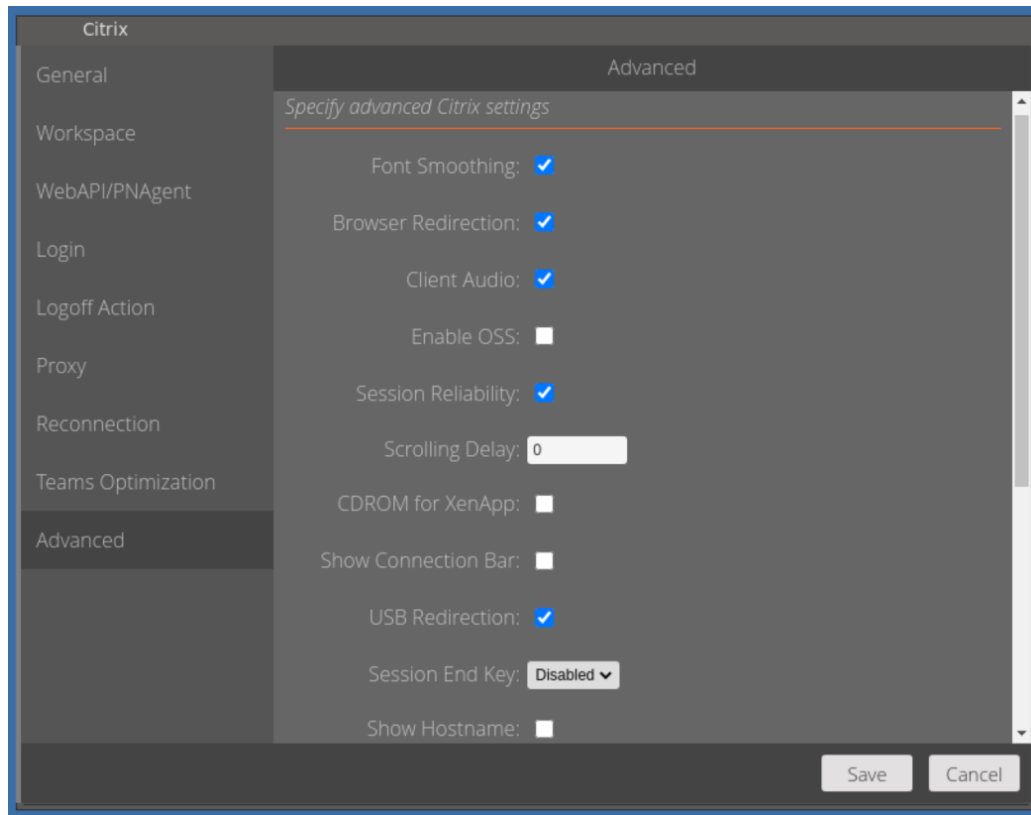 Citrix
General
Workspace
WebAPI/PNAgent
Login
Logoff Action
Proxy
Reconnection
Teams Optimization
Advanced
Advanced
Specify advanced Citrix settings
Font Smoothing:
Browser Redirection:
Client Audio:
Enable OSS:
Session Reliability:
Scrolling Delay: 0
CDROM for XenApp:
Show Connection Bar:
USB Redirection:
Session End Key: Disabled
Show Hostname:
Save Cancel